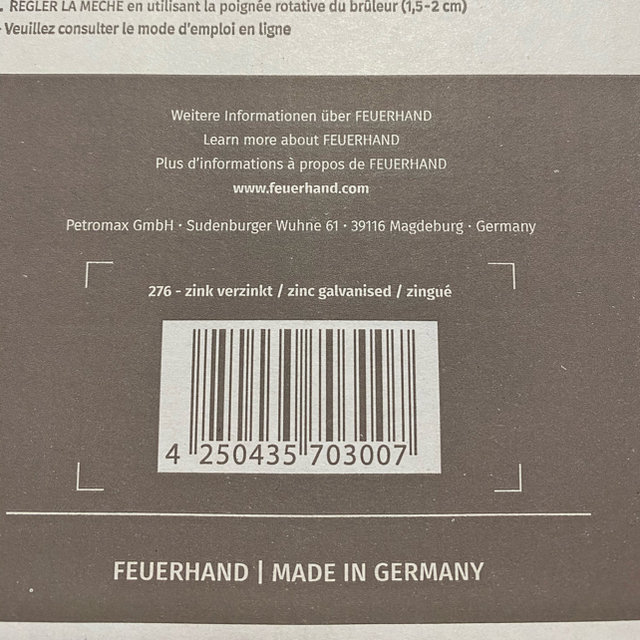 . RÉGLER LA MÈCHE en utilisant la poignée rotative du brûleur (1,5-2 cm)
Veuillez consulter le mode d'emploi en ligne
Weitere Informationen über FEUERHAND
Learn more about FEUERHAND
Plus d'informations à propos de FEUERHAND
www.feuerhand.com
Petromax GmbH · Sudenburger Wuhne 61 · 39116 Magdeburg · Germany
276 - zink verzinkt / zinc galvanised / zingué
4 250435 703007
FEUERHAND | MADE IN GERMANY